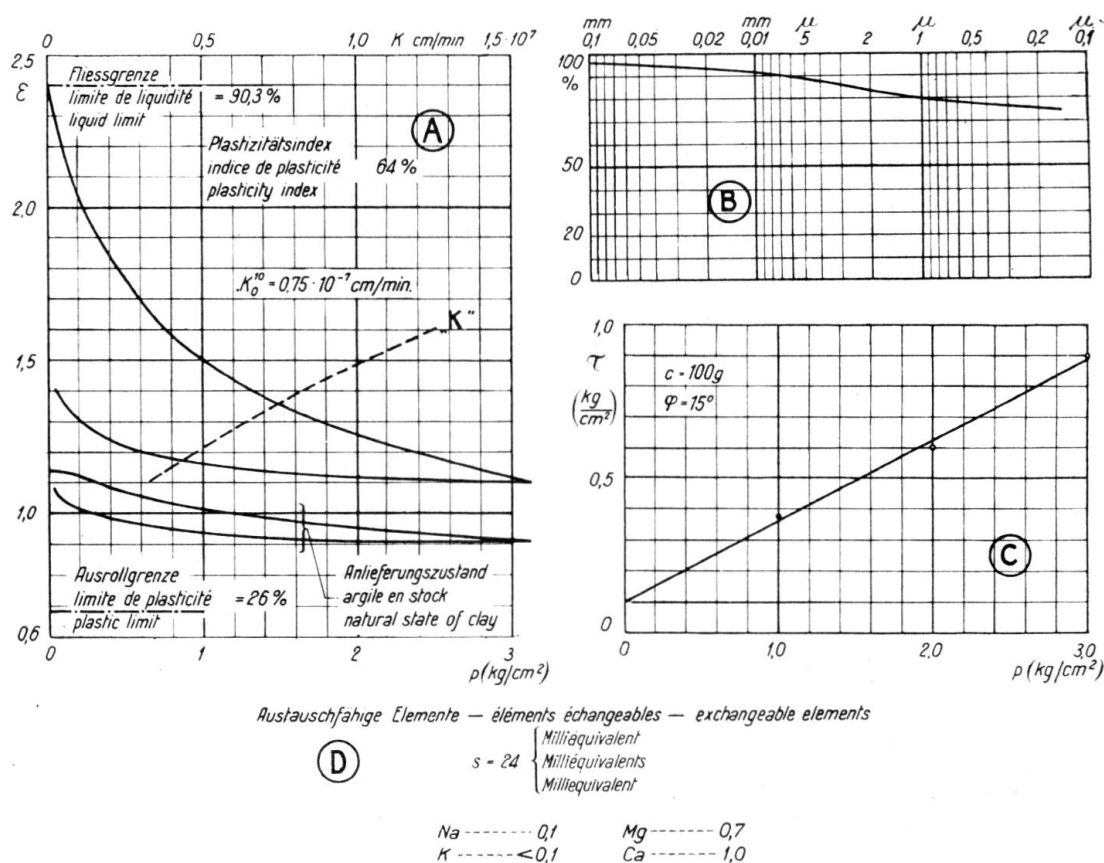 0 0,5 1,0 K cm/min 1,5·10⁷
2,5
ε
2,0
1,5
1,0
0,6
Fliessgrenze
limite de liquidité = 90,3 %
liquid limit
A
Plastizitätsindex
indice de plasticité 64 %
plasticity index
K₀¹⁰ = 0,75 · 10⁻⁷ cm/min.
„K"
Ausrollgrenze
limite de plasticité = 26 %
plastic limit
Anlieferungszustand
argile en stock
natural state of clay
0 1 2 3
p (kg/cm²)
mm mm μ μ μ
0,1 0,05 0,02 0,01 5 2 1 0,5 0,2 0,1
100
%
50
20
0
B
1,0
τ
(kg/cm²)
0,5
0
c - 100g
φ = 15°
C
0 1,0 2,0 3,0
p (kg/cm²)
Austauschfähige Elemente — éléments échangeables — exchangeable elements
D
Milliäquivalent
s = 24 Milliéquivalents
Milliequivalent
Na ------- 0,1 Mg ------- 0,7
K ------- <0,1 Ca ------- 1,0